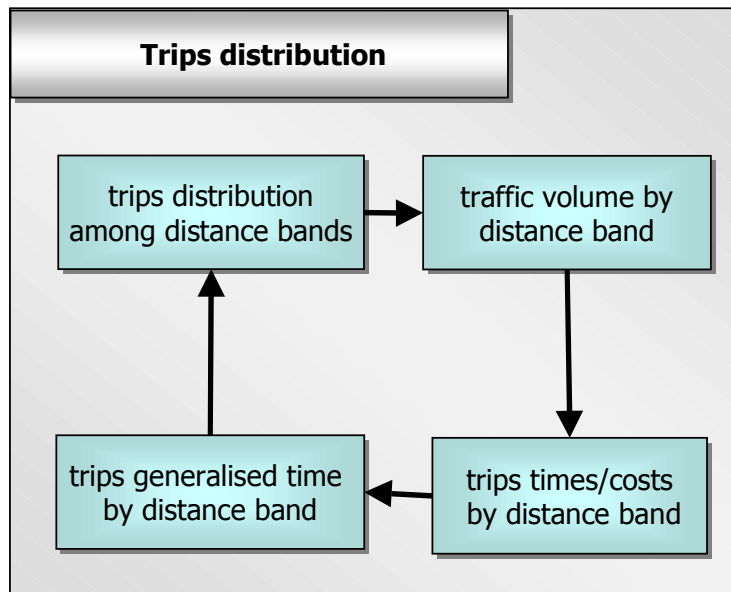 Trips distribution
trips distribution
among distance bands
traffic volume by
distance band
trips generalised time
by distance band
trips times/costs
by distance band